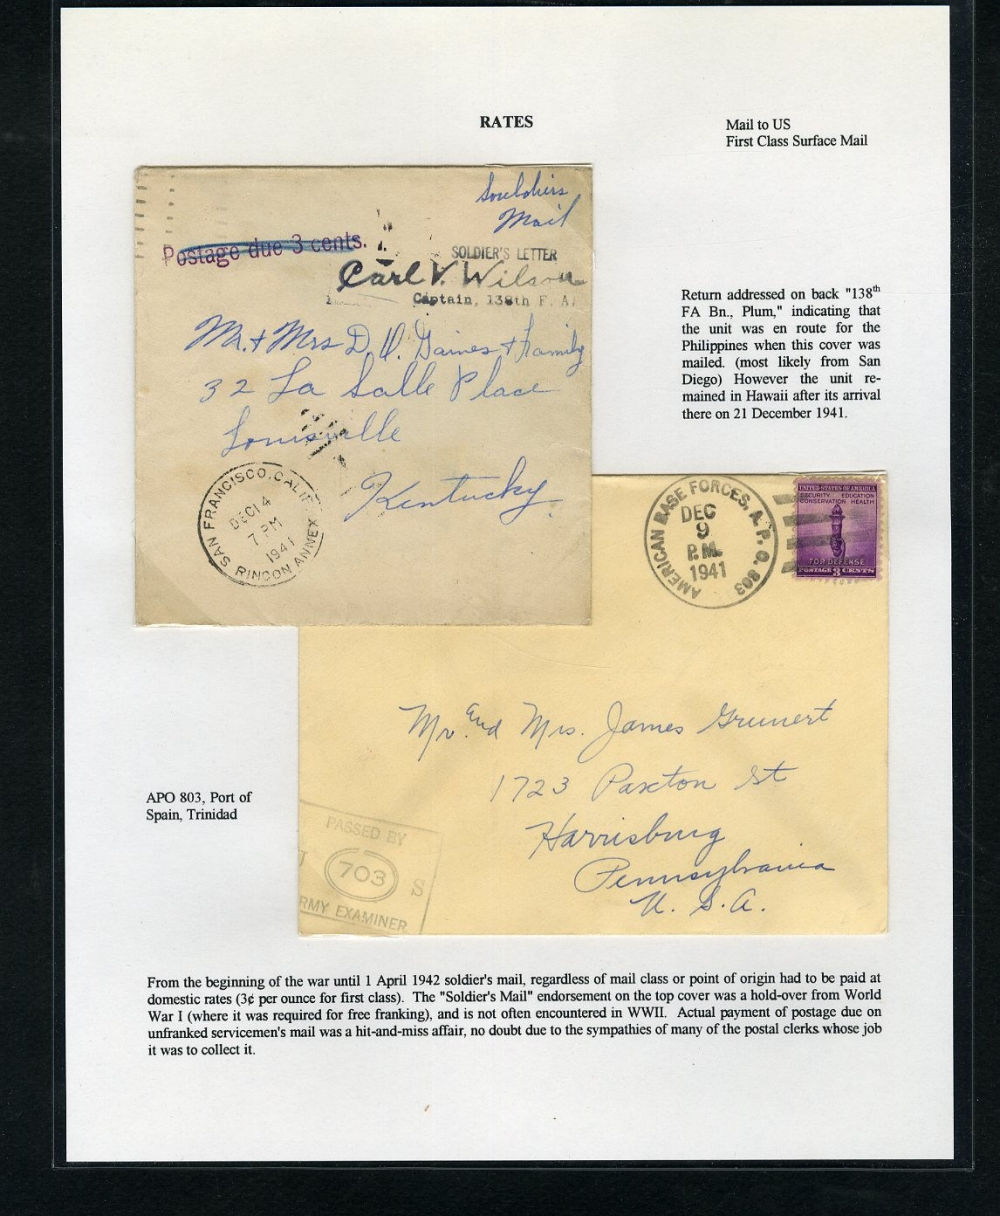 RATES
Mail to US
First Class Surface Mail
Souldiers
Mail
Postage due 3 cents.
SOLDIER'S LETTER
Carl V. Wilson
Captain, 138th F. A.
Mr. + Mrs D. V. Gaines + Family
32 La Salle Place
Louisville
Kentucky
SAN FRANCISCO, CALIF.
DEC 14
7 PM
1941
RINCON ANNEX
Return addressed on back "138th
FA Bn., Plum," indicating that
the unit was en route for the
Philippines when this cover was
mailed. (most likely from San
Diego) However the unit re-
mained in Hawaii after its arrival
there on 21 December 1941.
AMERICAN BASE FORCES, A. P. O. 803
DEC
9
P.M.
1941
UNITED STATES OF AMERICA
SECURITY EDUCATION
CONSERVATION HEALTH
FOR DEFENSE
POSTAGE 3 CENTS
Mr. and Mrs. James Grunert
1723 Paxton St
Harrisburg
Pennsylvania
U. S. A.
APO 803, Port of
Spain, Trinidad
PASSED BY
703 S
RMY EXAMINER
From the beginning of the war until 1 April 1942 soldier's mail, regardless of mail class or point of origin had to be paid at
domestic rates (3¢ per ounce for first class). The "Soldier's Mail" endorsement on the top cover was a hold-over from World
War I (where it was required for free franking), and is not often encountered in WWII. Actual payment of postage due on
unfranked servicemen's mail was a hit-and-miss affair, no doubt due to the sympathies of many of the postal clerks whose job
it was to collect it.